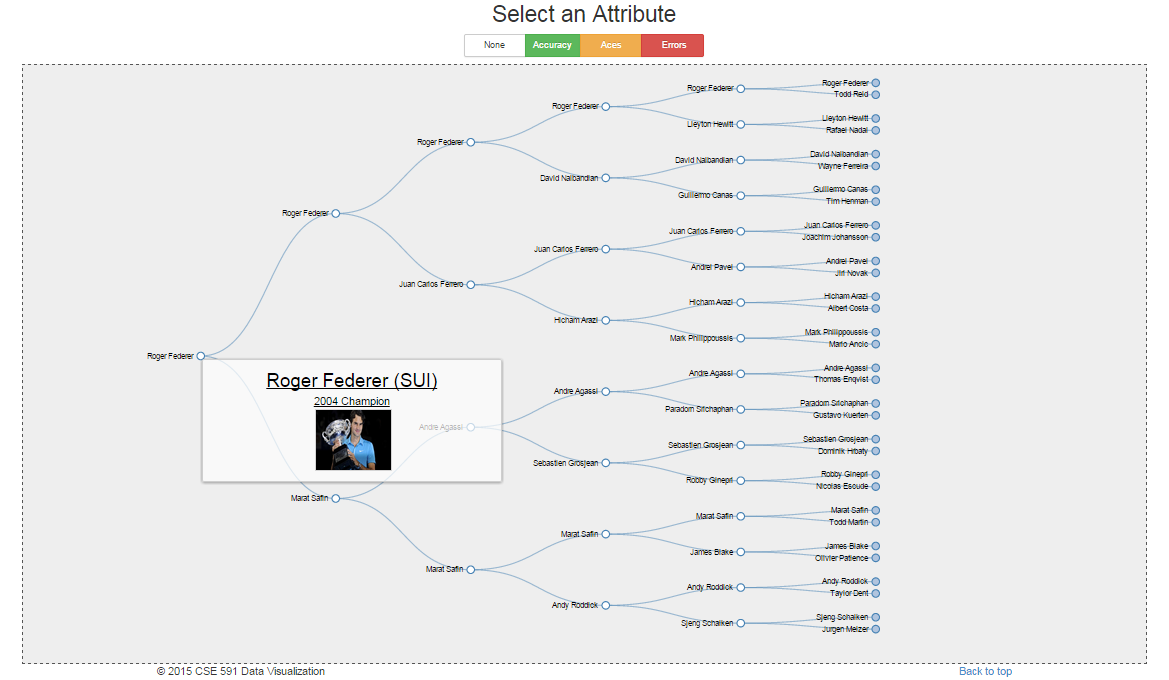 Select an Attribute
None Accuracy Aces Errors
Roger Federer
Roger Federer
Roger Federer
Roger Federer
Roger Federer
Roger Federer
Todd Reid
Lleyton Hewitt
Lleyton Hewitt
Rafael Nadal
David Nalbandian
David Nalbandian
David Nalbandian
Wayne Ferreira
Guillermo Canas
Guillermo Canas
Tim Henman
Juan Carlos Ferrero
Juan Carlos Ferrero
Juan Carlos Ferrero
Juan Carlos Ferrero
Joachim Johansson
Andrei Pavel
Andrei Pavel
Jiri Novak
Hicham Arazi
Hicham Arazi
Hicham Arazi
Albert Costa
Mark Philippoussis
Mark Philippoussis
Mario Ancic
Roger Federer (SUI)
2004 Champion
Marat Safin
Andre Agassi
Andre Agassi
Andre Agassi
Andre Agassi
Thomas Enqvist
Paradorn Srichaphan
Paradorn Srichaphan
Gustavo Kuerten
Sebastien Grosjean
Sebastien Grosjean
Sebastien Grosjean
Dominik Hrbaty
Robby Ginepri
Robby Ginepri
Nicolas Escude
Marat Safin
Marat Safin
Marat Safin
Marat Safin
Todd Martin
James Blake
James Blake
Olivier Patience
Andy Roddick
Andy Roddick
Andy Roddick
Taylor Dent
Sjeng Schalken
Sjeng Schalken
Jurgen Melzer
© 2015 CSE 591 Data Visualization
Back to top